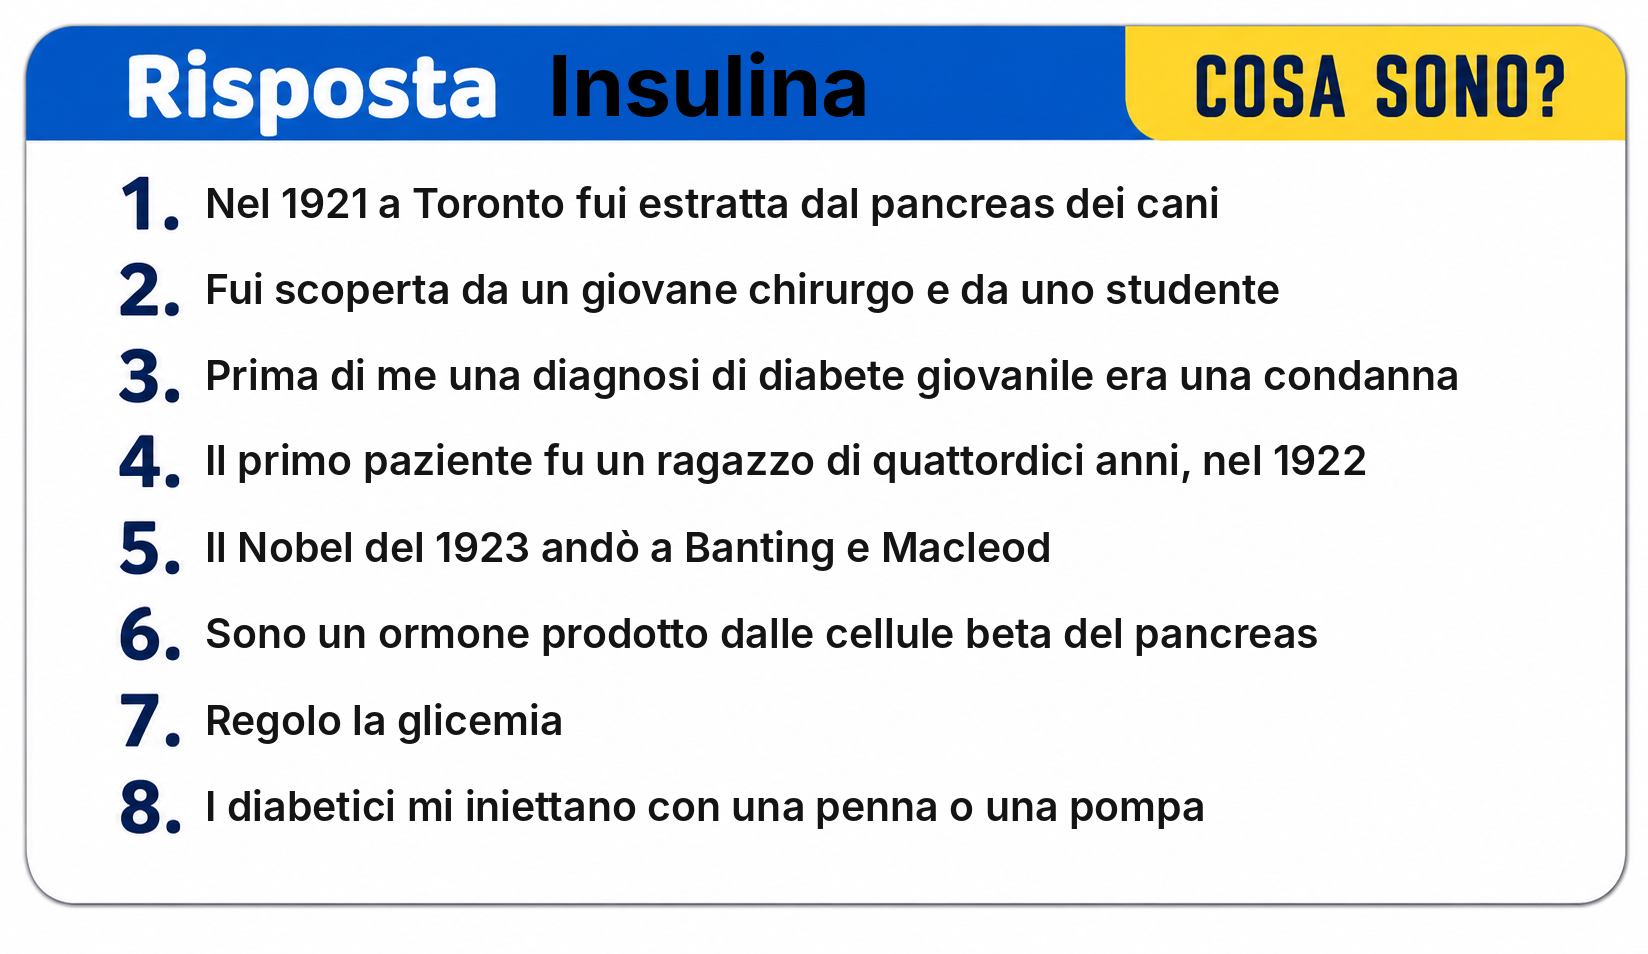 Risposta Insulina COSA SONO?
1. Nel 1921 a Toronto fui estratta dal pancreas dei cani
2. Fui scoperta da un giovane chirurgo e da uno studente
3. Prima di me una diagnosi di diabete giovanile era una condanna
4. Il primo paziente fu un ragazzo di quattordici anni, nel 1922
5. Il Nobel del 1923 andò a Banting e Macleod
6. Sono un ormone prodotto dalle cellule beta del pancreas
7. Regolo la glicemia
8. I diabetici mi iniettano con una penna o una pompa